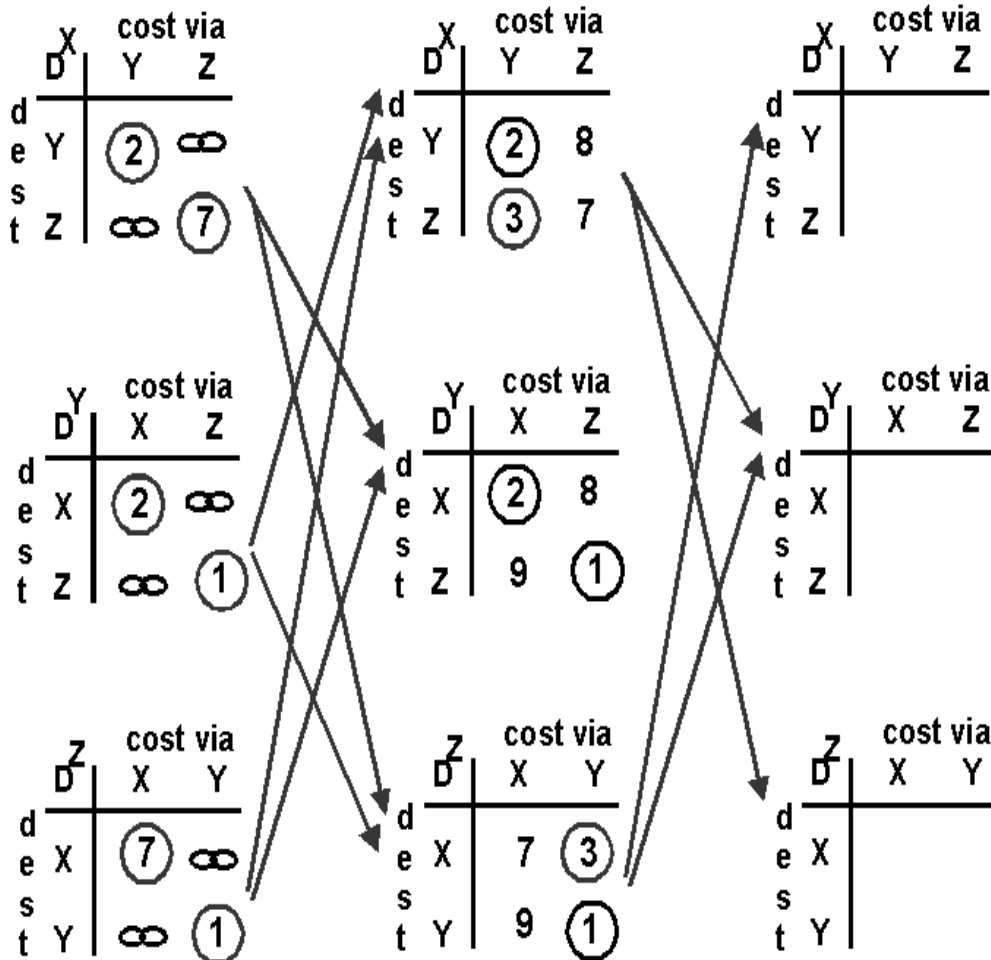 X cost via
D Y Z
d
e Y 2 ∞
s
t Z ∞ 7
X cost via
D Y Z
d
e Y 2 8
s
t Z 3 7
X cost via
D Y Z
d
e Y
s
t Z
Y cost via
D X Z
d
e X 2 ∞
s
t Z ∞ 1
Y cost via
D X Z
d
e X 2 8
s
t Z 9 1
Y cost via
D X Z
d
e X
s
t Z
Z cost via
D X Y
d
e X 7 ∞
s
t Y ∞ 1
Z cost via
D X Y
d
e X 7 3
s
t Y 9 1
Z cost via
D X Y
d
e X
s
t Y